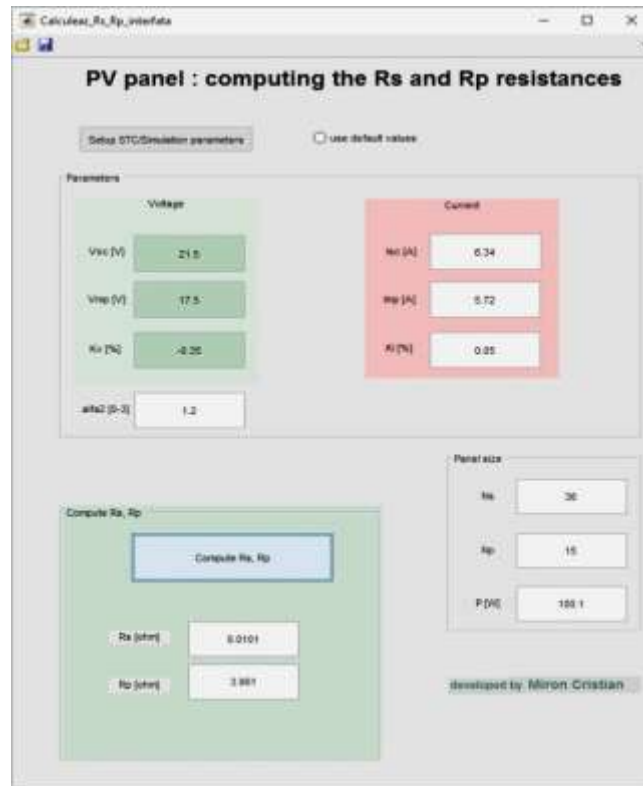 Calculeaz_Rs_Rp_interfata
PV panel : computing the Rs and Rp resistances
Setup STC/Simulation parameters
use default values
Parameters
Voltage
Current
Voc [V]
21.5
Isc [A]
6.34
Vmp [V]
17.5
Imp [A]
5.72
Kv [%]
-0.35
Ki [%]
0.05
alfa2 [0-3]
1.2
Panel size
Ns
36
Compute Rs, Rp
Compute Rs, Rp
Np
15
P [W]
100.1
Rs [ohm]
0.0101
Rp [ohm]
developed by Miron Cristian